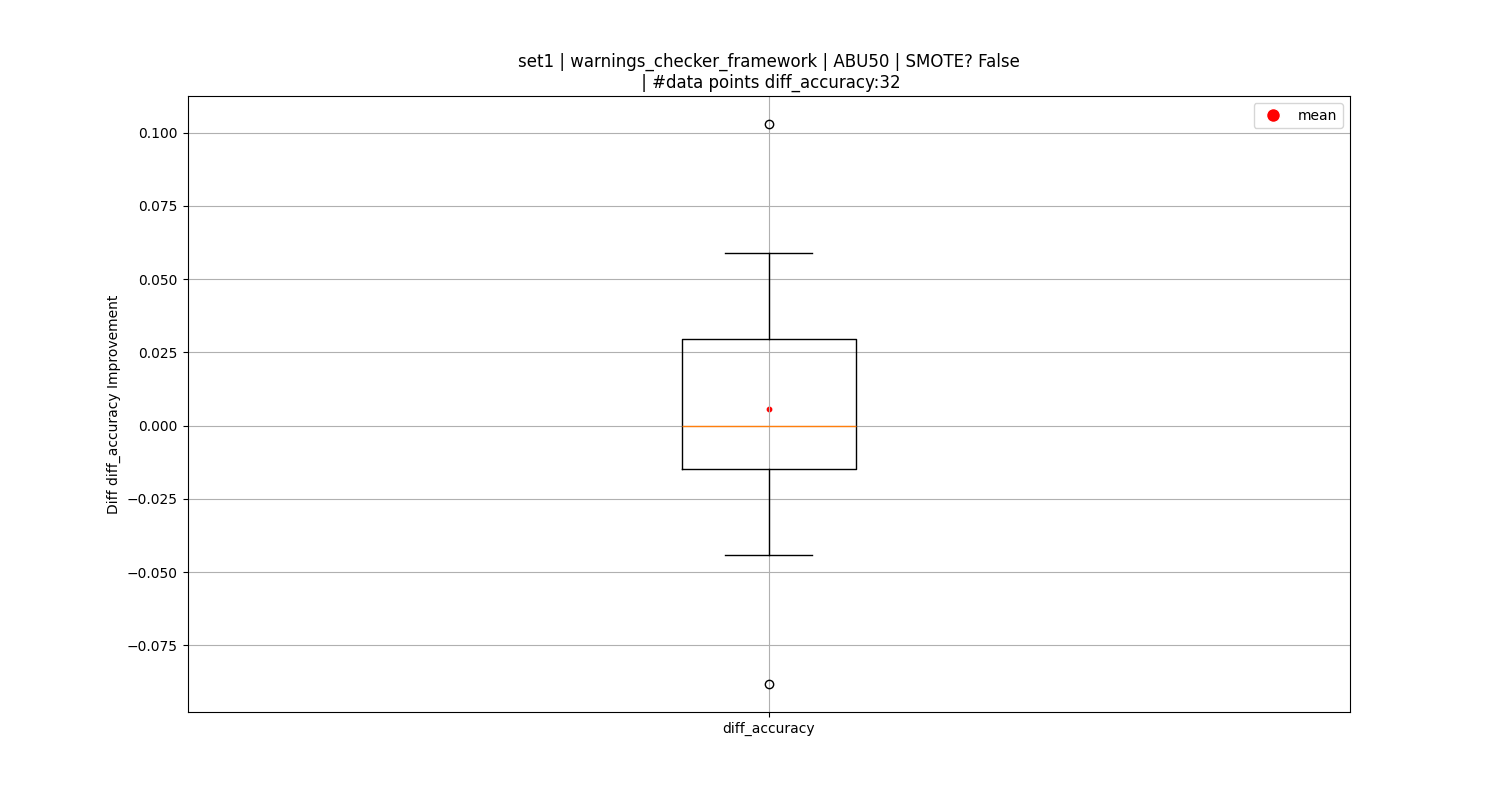 set1 | warnings_checker_framework | ABU50 | SMOTE? False
| #data points diff_accuracy:32
mean
0.100
0.075
0.050
0.025
0.000
−0.025
−0.050
−0.075
Diff diff_accuracy Improvement
diff_accuracy